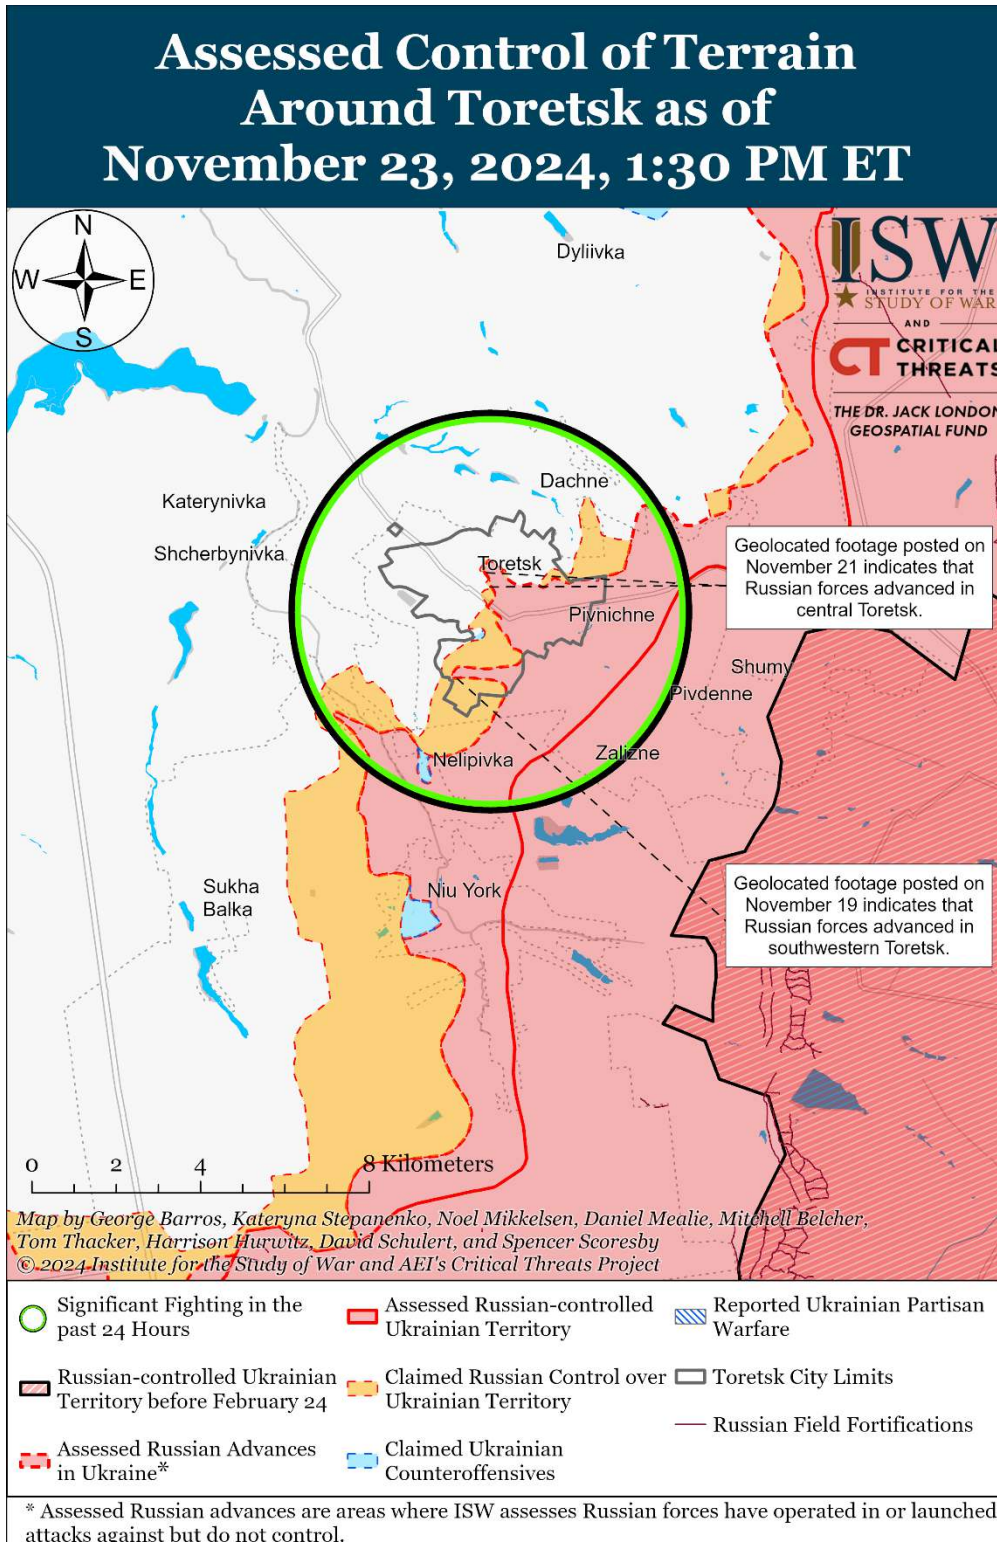 Assessed Control of Terrain
Around Toretsk as of
November 23, 2024, 1:30 PM ET
N
W
E
S
Dyliivka
ISW
INSTITUTE FOR THE
STUDY OF WAR
AND
CT CRITICAL
THREATS
THE DR. JACK LONDON
GEOSPATIAL FUND
Katerynivka
Dachne
Shcherbynivka
Toretsk
Geolocated footage posted on
November 21 indicates that
Russian forces advanced in
central Toretsk.
Pivnichne
Shumy
Pivdenne
Nelipivka
Zalizne
Niu York
Sukha
Balka
Geolocated footage posted on
November 19 indicates that
Russian forces advanced in
southwestern Toretsk.
0 2 4 8 Kilometers
Map by George Barros, Kateryna Stepanenko, Noel Mikkelsen, Daniel Mealie, Mitchell Belcher,
Tom Thacker, Harrison Hurwitz, David Schulert, and Spencer Scoresby
© 2024 Institute for the Study of War and AEI's Critical Threats Project
Significant Fighting in the
past 24 Hours
Russian-controlled Ukrainian
Territory before February 24
Assessed Russian Advances
in Ukraine*
Assessed Russian-controlled
Ukrainian Territory
Claimed Russian Control over
Ukrainian Territory
Claimed Ukrainian
Counteroffensives
Reported Ukrainian Partisan
Warfare
Toretsk City Limits
Russian Field Fortifications
* Assessed Russian advances are areas where ISW assesses Russian forces have operated in or launched
attacks against but do not control.